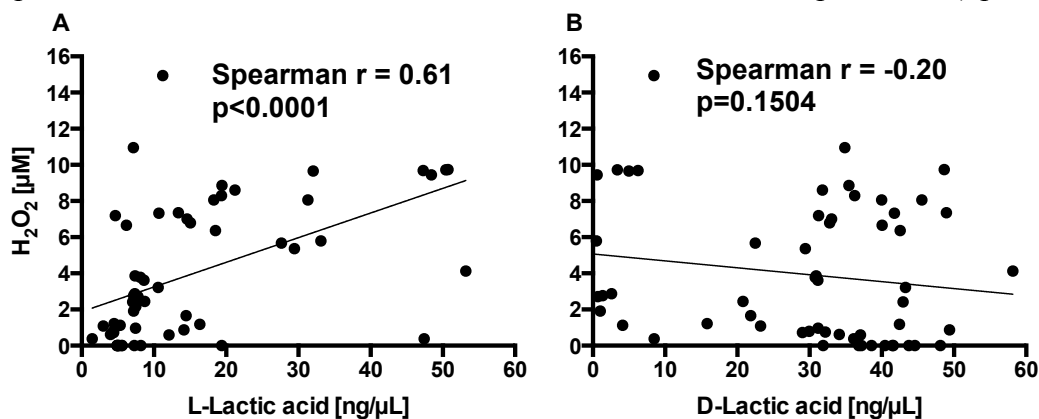 A
Spearman r = 0.61
p<0.0001
H2O2 [µM]
16
14
12
10
8
6
4
2
0
0 10 20 30 40 50 60
L-Lactic acid [ng/µL]
B
Spearman r = -0.20
p=0.1504
16
14
12
10
8
6
4
2
0
0 10 20 30 40 50 60
D-Lactic acid [ng/µL]